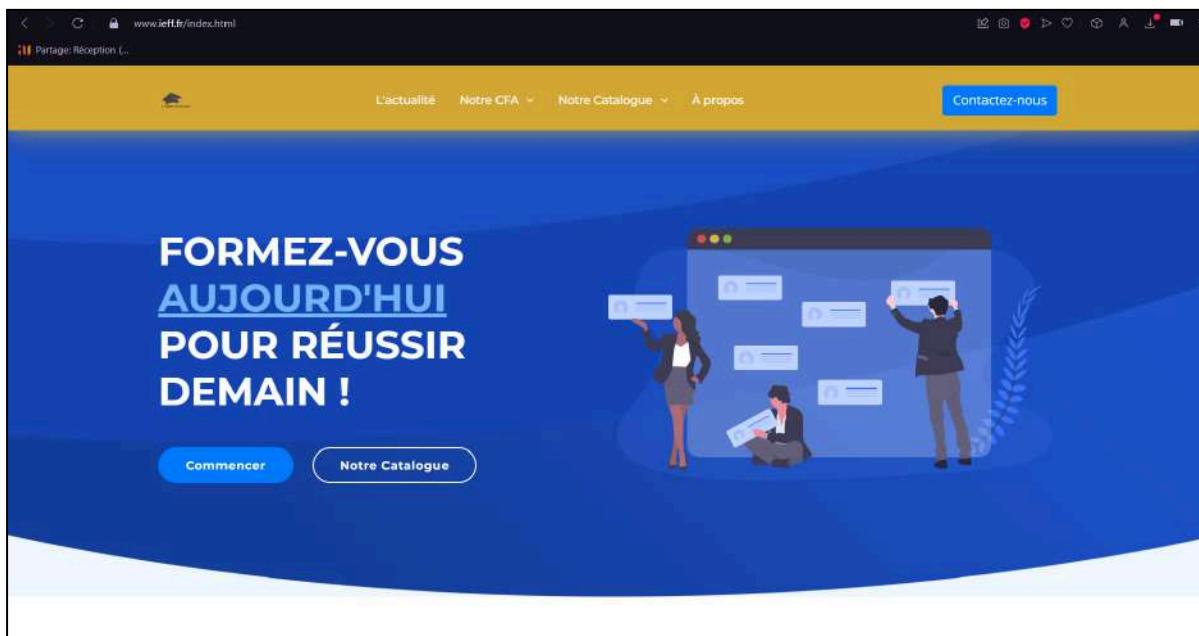 www.ieff.fr/index.html
Partage: Réception (...
L'actualité Notre CFA Notre Catalogue À propos Contactez-nous
FORMEZ-VOUS
AUJOURD'HUI
POUR RÉUSSIR
DEMAIN !
Commencer Notre Catalogue